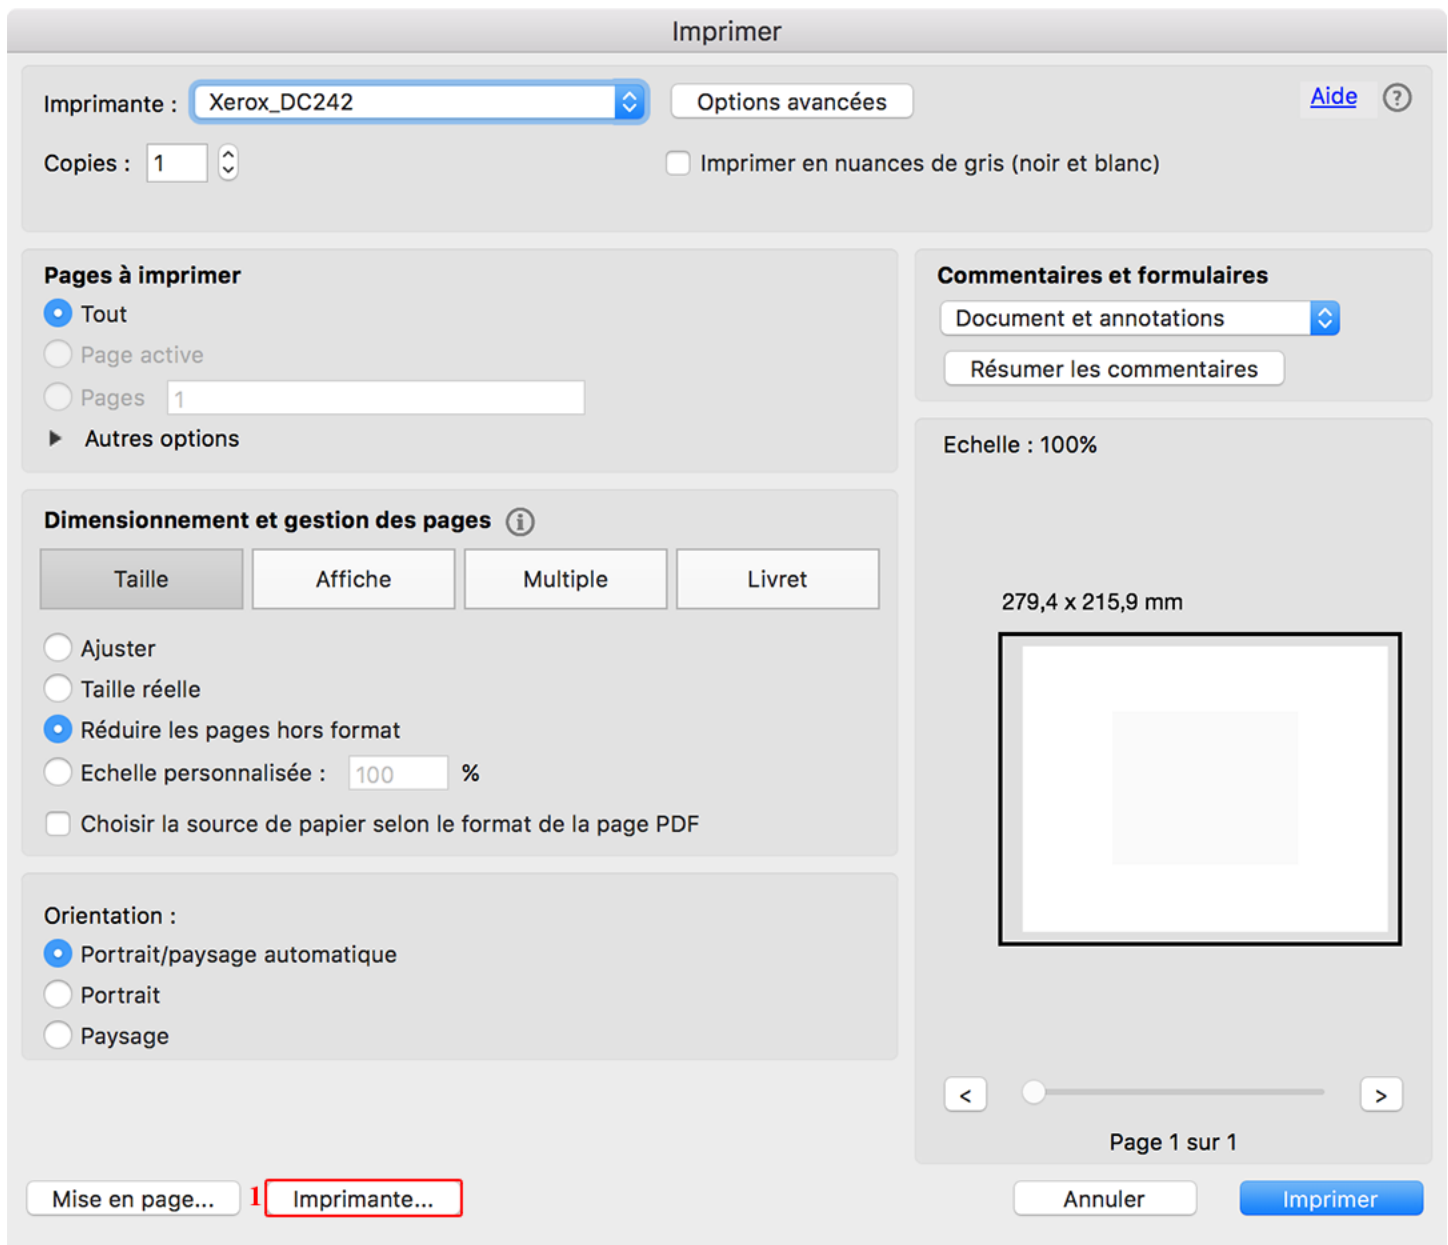 Imprimer
Imprimante : Xerox_DC242 Options avancées Aide ?
Copies : 1 Imprimer en nuances de gris (noir et blanc)
Pages à imprimer
Tout
Page active
Pages 1
Autres options
Commentaires et formulaires
Document et annotations
Résumer les commentaires
Dimensionnement et gestion des pages i
Taille Affiche Multiple Livret
Ajuster
Taille réelle
Réduire les pages hors format
Echelle personnalisée : 100 %
Choisir la source de papier selon le format de la page PDF
Orientation :
Portrait/paysage automatique
Portrait
Paysage
Echelle : 100%
279,4 x 215,9 mm
< >
Page 1 sur 1
Mise en page... 1 Imprimante... Annuler Imprimer